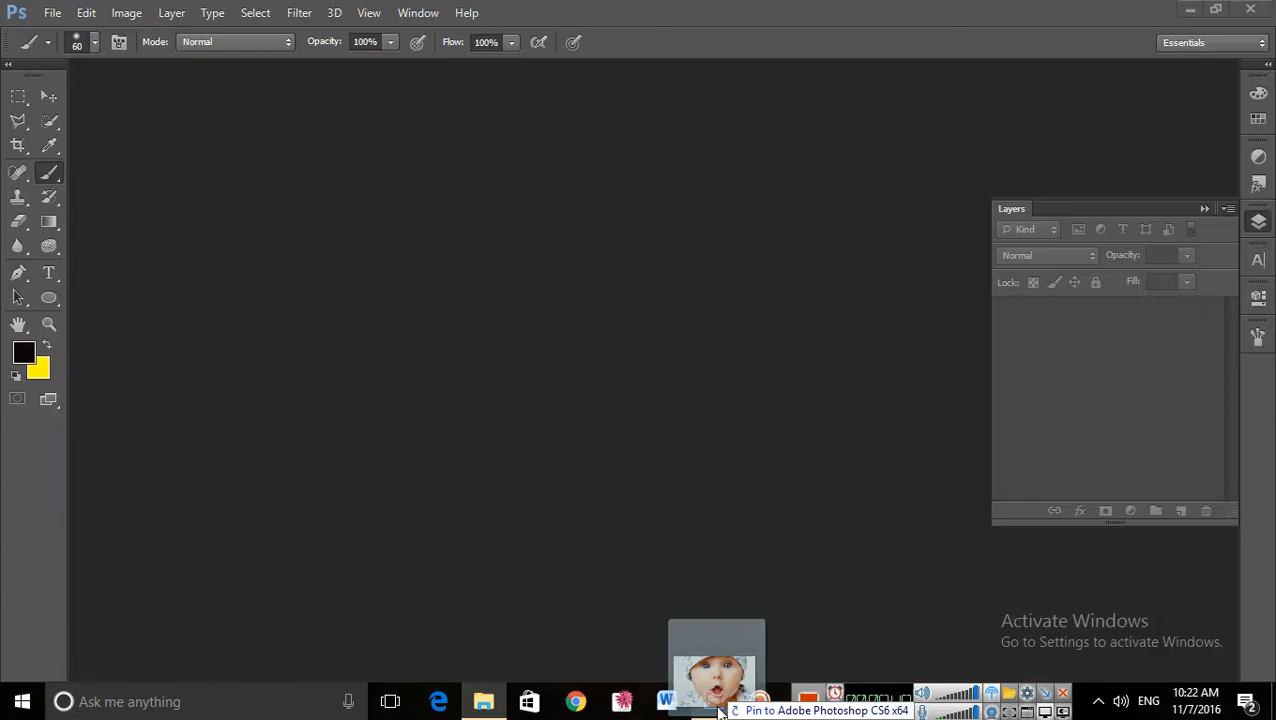 Ps File Edit Image Layer Type Select Filter 3D View Window Help
60 Mode: Normal Opacity: 100% Flow: 100% Essentials
Layers
Kind T
Normal Opacity:
Lock: Fill:
fx
A
T
Activate Windows
Go to Settings to activate Windows.
Ask me anything
Pin to Adobe Photoshop CS6 x64
ENG
10:22 AM
11/7/2016
2